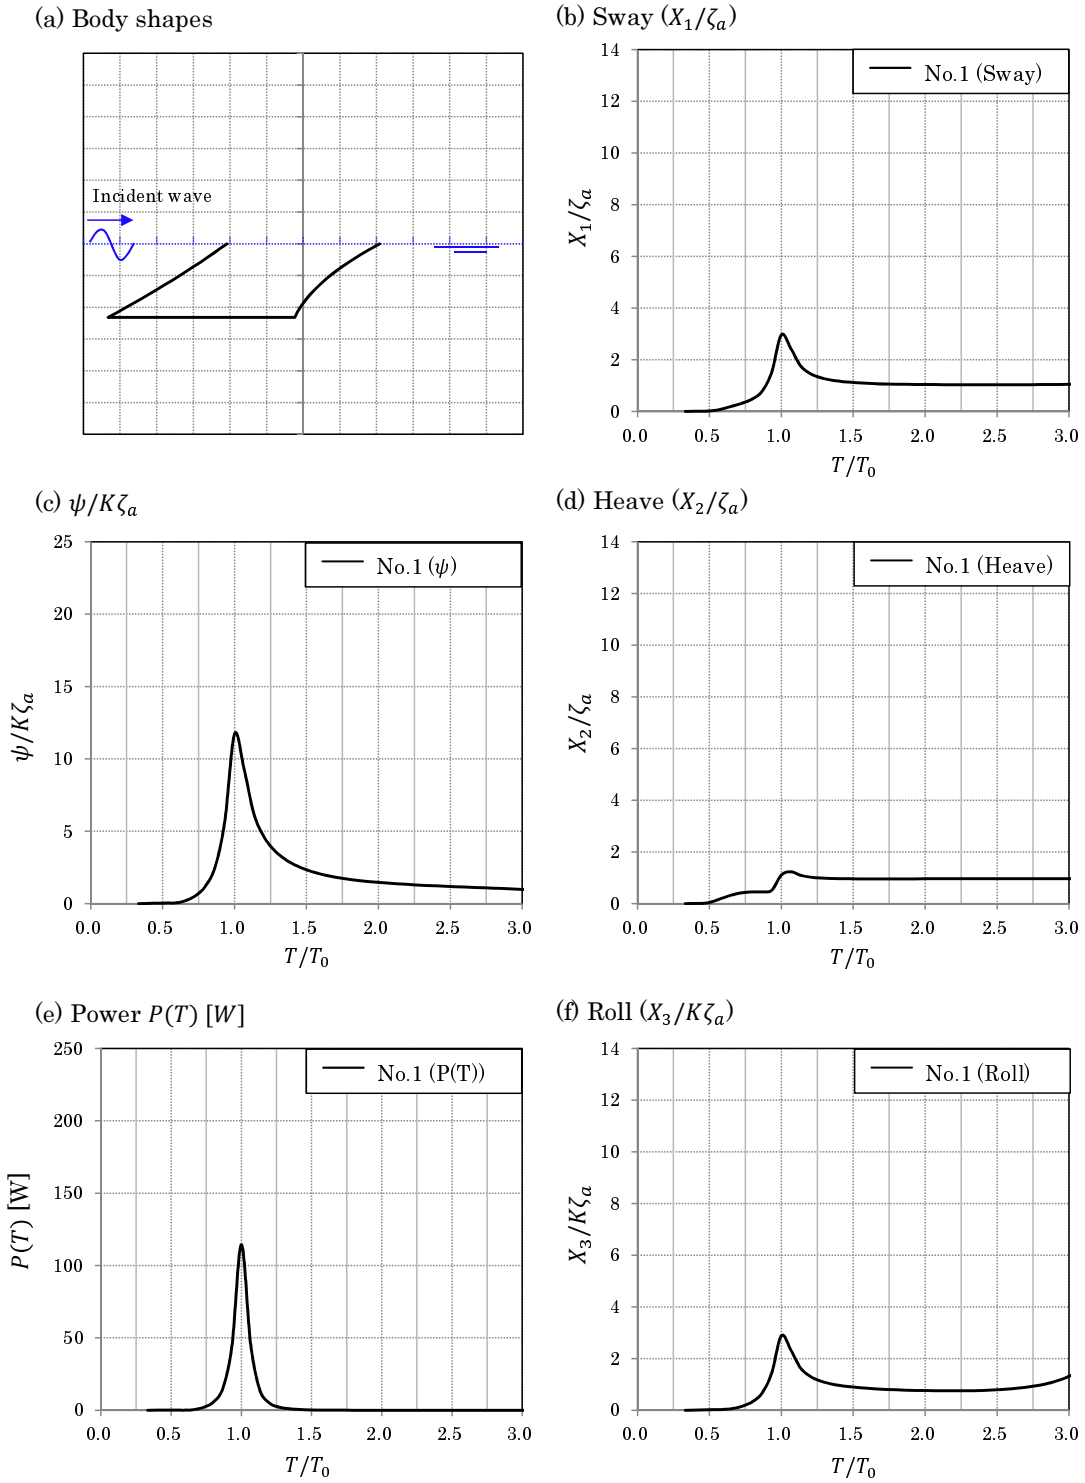 (a) Body shapes
Incident wave
(b) Sway (X₁/ζₐ)
No.1 (Sway)
X₁/ζₐ
14
12
10
8
6
4
2
0
0.0 0.5 1.0 1.5 2.0 2.5 3.0
T/T₀
(c) ψ/Kζₐ
No.1 (ψ)
ψ/Kζₐ
25
20
15
10
5
0
0.0 0.5 1.0 1.5 2.0 2.5 3.0
T/T₀
(d) Heave (X₂/ζₐ)
No.1 (Heave)
X₂/ζₐ
14
12
10
8
6
4
2
0
0.0 0.5 1.0 1.5 2.0 2.5 3.0
T/T₀
(e) Power P(T) [W]
No.1 (P(T))
P(T) [W]
250
200
150
100
50
0
0.0 0.5 1.0 1.5 2.0 2.5 3.0
T/T₀
(f) Roll (X₃/Kζₐ)
No.1 (Roll)
X₃/Kζₐ
14
12
10
8
6
4
2
0
0.0 0.5 1.0 1.5 2.0 2.5 3.0
T/T₀